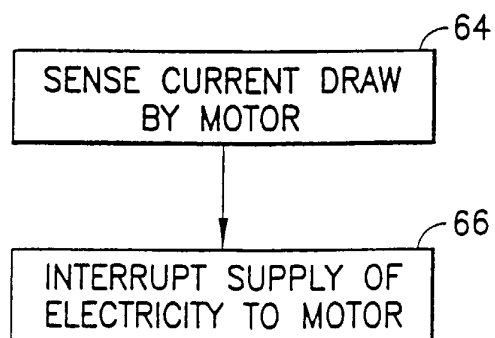 64
SENSE CURRENT DRAW
BY MOTOR
66
INTERRUPT SUPPLY OF
ELECTRICITY TO MOTOR